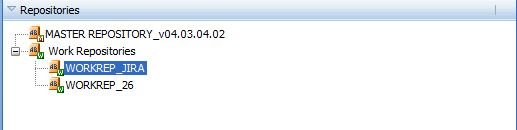 Repositories
MASTER REPOSITORY_v04.03.04.02
Work Repositories
WORKREP_JIRA
WORKREP_26